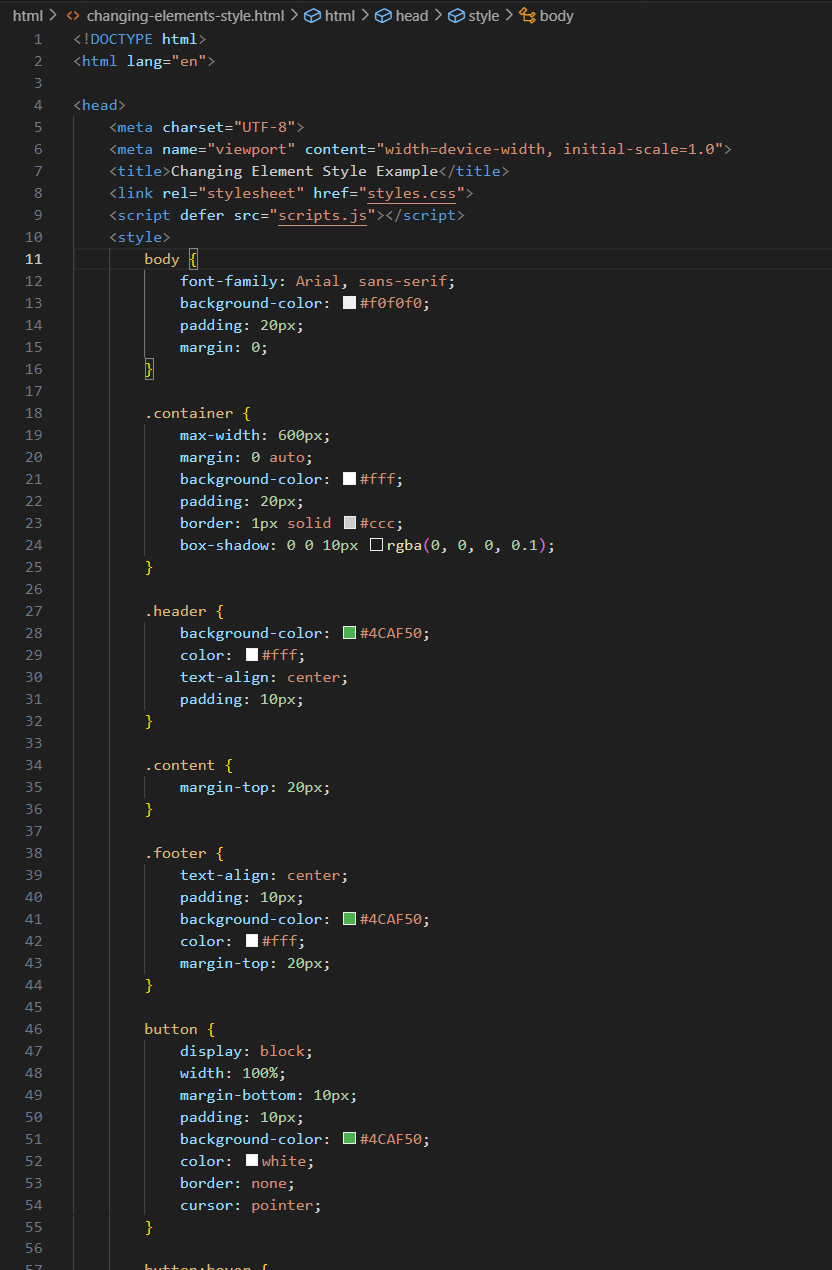 html > <> changing-elements-style.html > html > head > style > body
1 <!DOCTYPE html>
2 <html lang="en">
3
4 <head>
5     <meta charset="UTF-8">
6     <meta name="viewport" content="width=device-width, initial-scale=1.0">
7     <title>Changing Element Style Example</title>
8     <link rel="stylesheet" href="styles.css">
9     <script defer src="scripts.js"></script>
10     <style>
11         body {
12             font-family: Arial, sans-serif;
13             background-color: #f0f0f0;
14             padding: 20px;
15             margin: 0;
16         }
17
18         .container {
19             max-width: 600px;
20             margin: 0 auto;
21             background-color: #fff;
22             padding: 20px;
23             border: 1px solid #ccc;
24             box-shadow: 0 0 10px rgba(0, 0, 0, 0.1);
25         }
26
27         .header {
28             background-color: #4CAF50;
29             color: #fff;
30             text-align: center;
31             padding: 10px;
32         }
33
34         .content {
35             margin-top: 20px;
36         }
37
38         .footer {
39             text-align: center;
40             padding: 10px;
41             background-color: #4CAF50;
42             color: #fff;
43             margin-top: 20px;
44         }
45
46         button {
47             display: block;
48             width: 100%;
49             margin-bottom: 10px;
50             padding: 10px;
51             background-color: #4CAF50;
52             color: white;
53             border: none;
54             cursor: pointer;
55         }
56
57         button:hover {